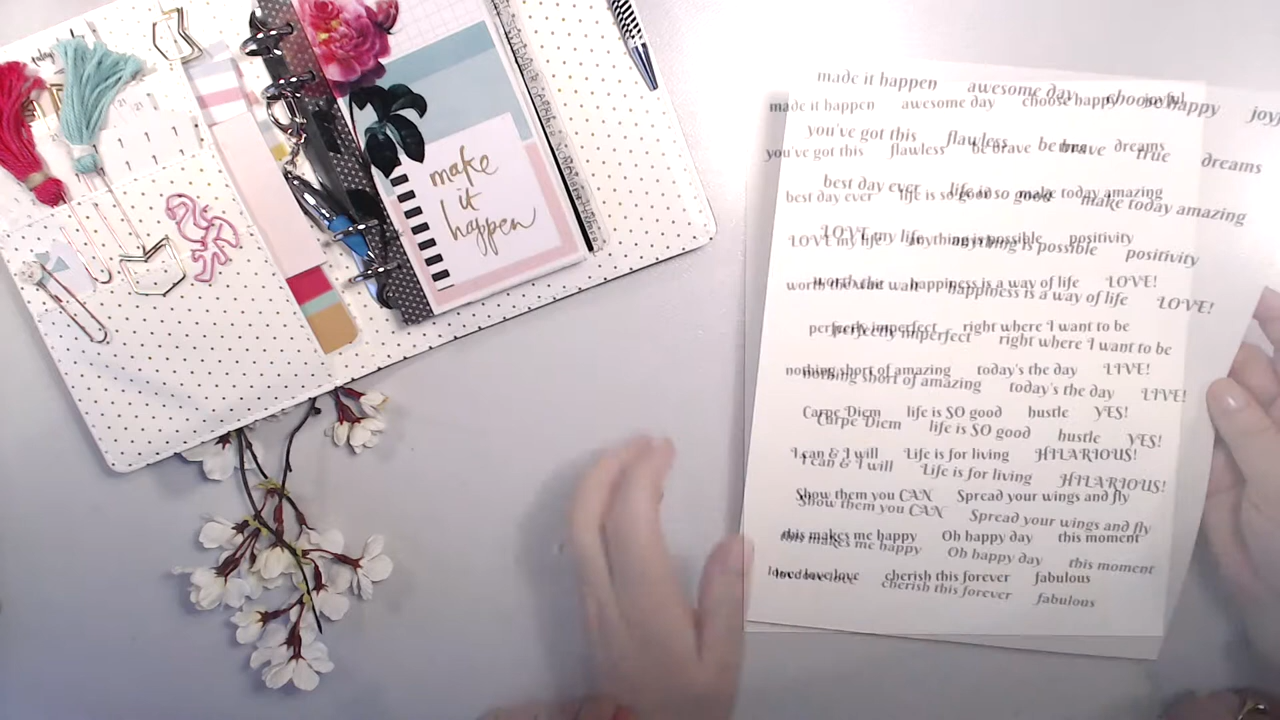 make
it
happen
made it happen awesome day choose happy joyful
you've got this flawless be brave true dreams
best day ever life is so good make today amazing
LOVE my life anything is possible positivity
worth the wait happiness is a way of life LOVE!
perfectly imperfect right where I want to be
nothing short of amazing today's the day LIVE!
Carpe Diem life is SO good hustle YES!
I can & I will Life is for living HILARIOUS!
Show them you CAN Spread your wings and fly
this makes me happy Oh happy day this moment
love love love cherish this forever fabulous